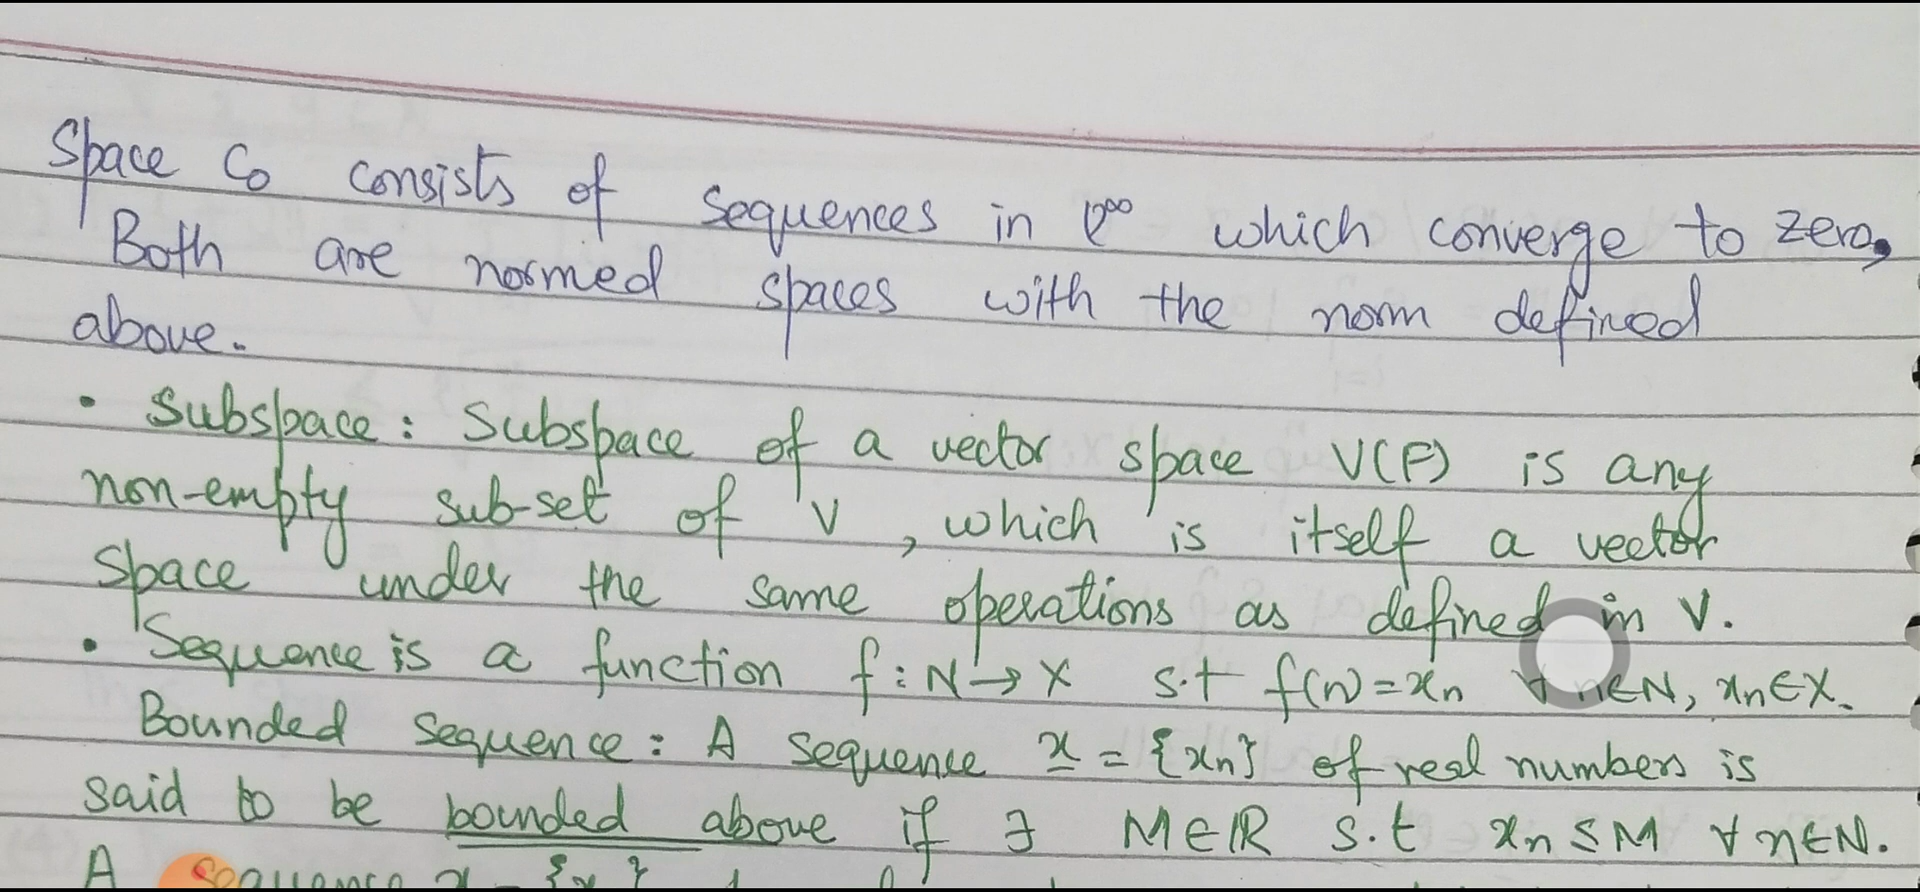 Space C₀ consists of sequences in l^∞ which converge to zero,
Both are normed spaces with the norm defined
above.
• Subspace: Subspace of a vector space V(F) is any
non-empty sub-set of V, which is itself a vector
space under the same operations as defined in V.
• Sequence is a function f: N→X s.t f(n)=xn ∀ n∈N, xn∈X.
Bounded sequence: A sequence x = {xn} of real numbers is
said to be bounded above if ∃ M∈ℝ s.t xn ≤ M ∀ n∈N.
A sequence x = {xn}